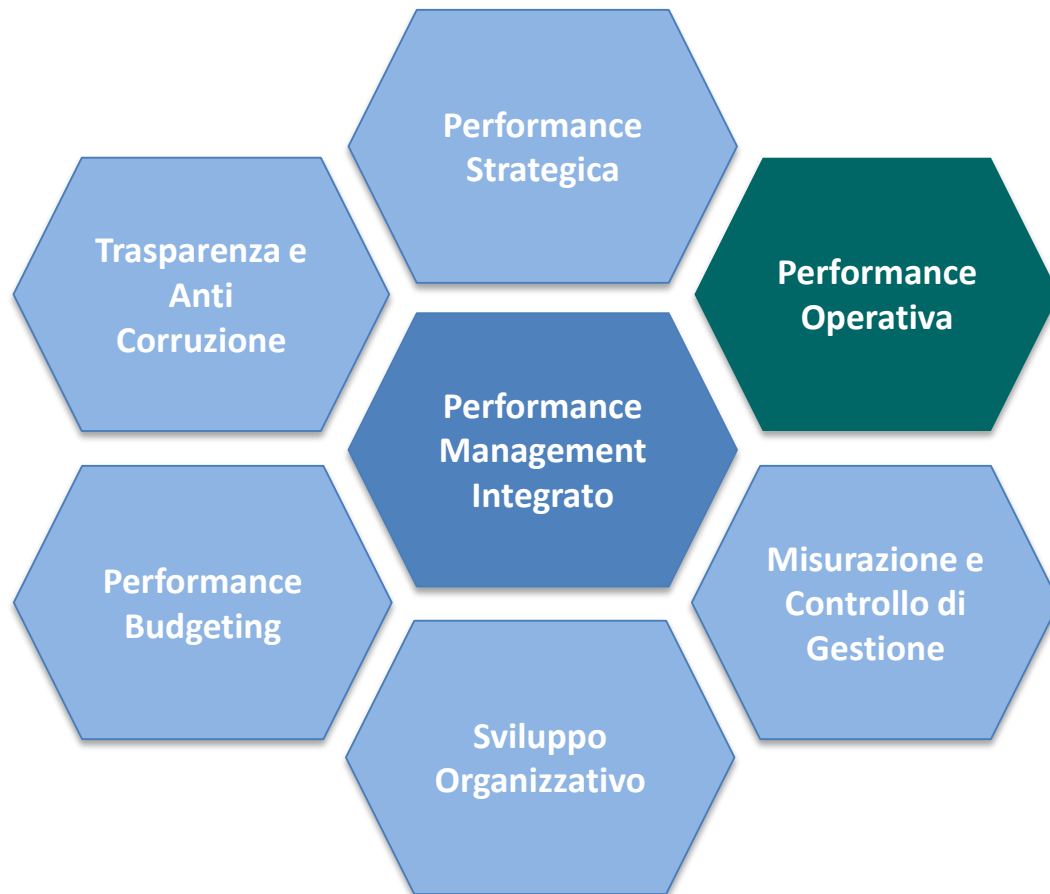 Performance
Strategica
Trasparenza e
Anti
Corruzione
Performance
Operativa
Performance
Management
Integrato
Performance
Budgeting
Misurazione e
Controllo di
Gestione
Sviluppo
Organizzativo